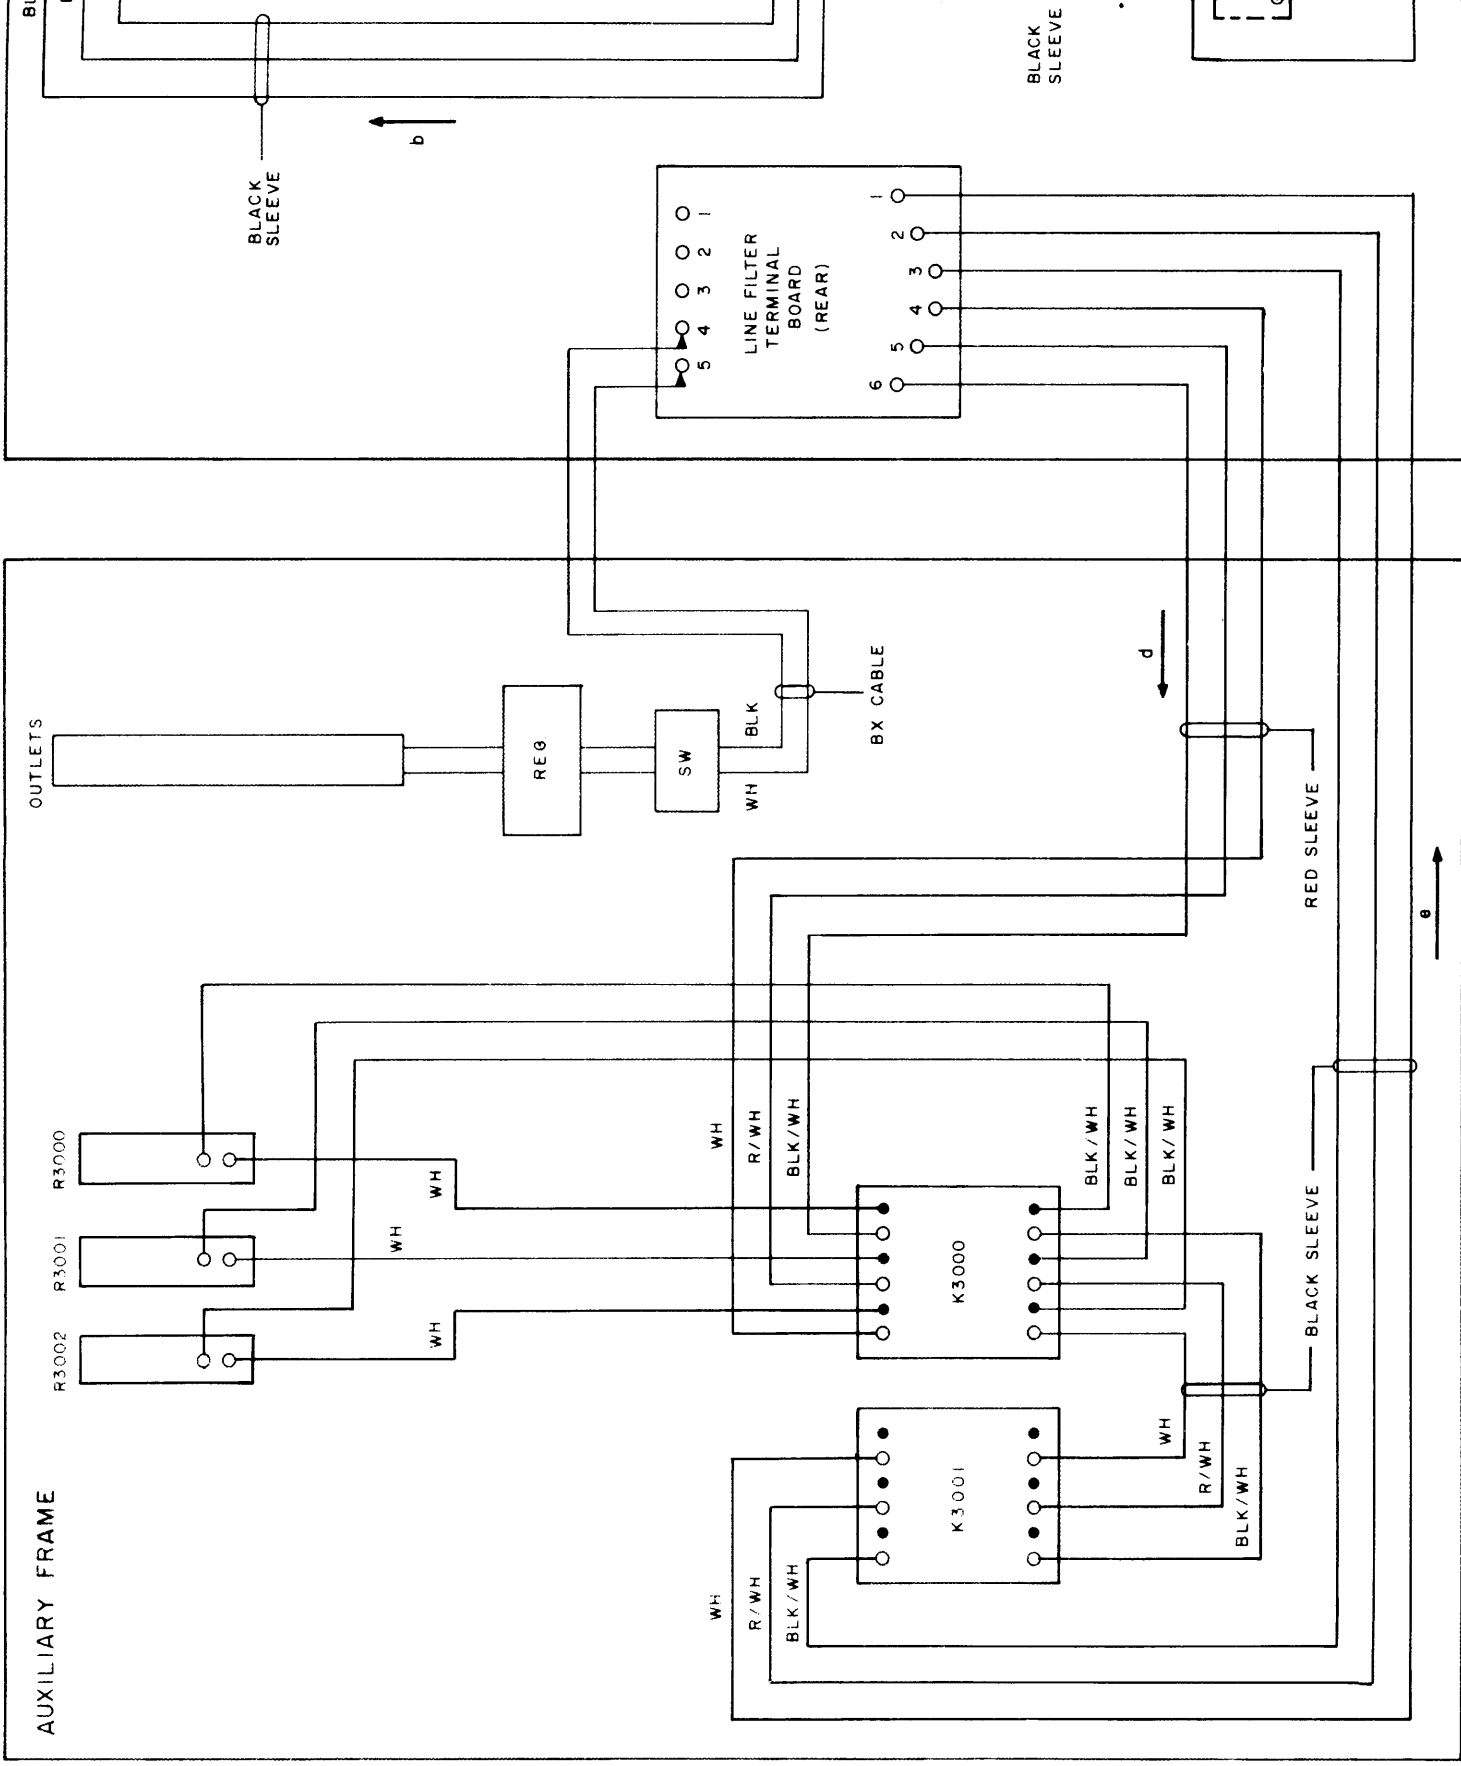 AUXILIARY FRAME
R3002
R3001
R3000
OUTLETS
WH
WH
WH
REG.
SW
WH
BLK
BX CABLE
WH
R/WH
BLK/WH
K3000
BLK/WH
BLK/WH
BLK/WH
WH
R/WH
BLK/WH
K3001
WH
R/WH
BLK/WH
BLACK SLEEVE
RED SLEEVE
d
e
5
4
3
2
1
LINE FILTER
TERMINAL
BOARD
(REAR)
6
5
4
3
2
1
BLACK
SLEEVE
b
BLACK
SLEEVE